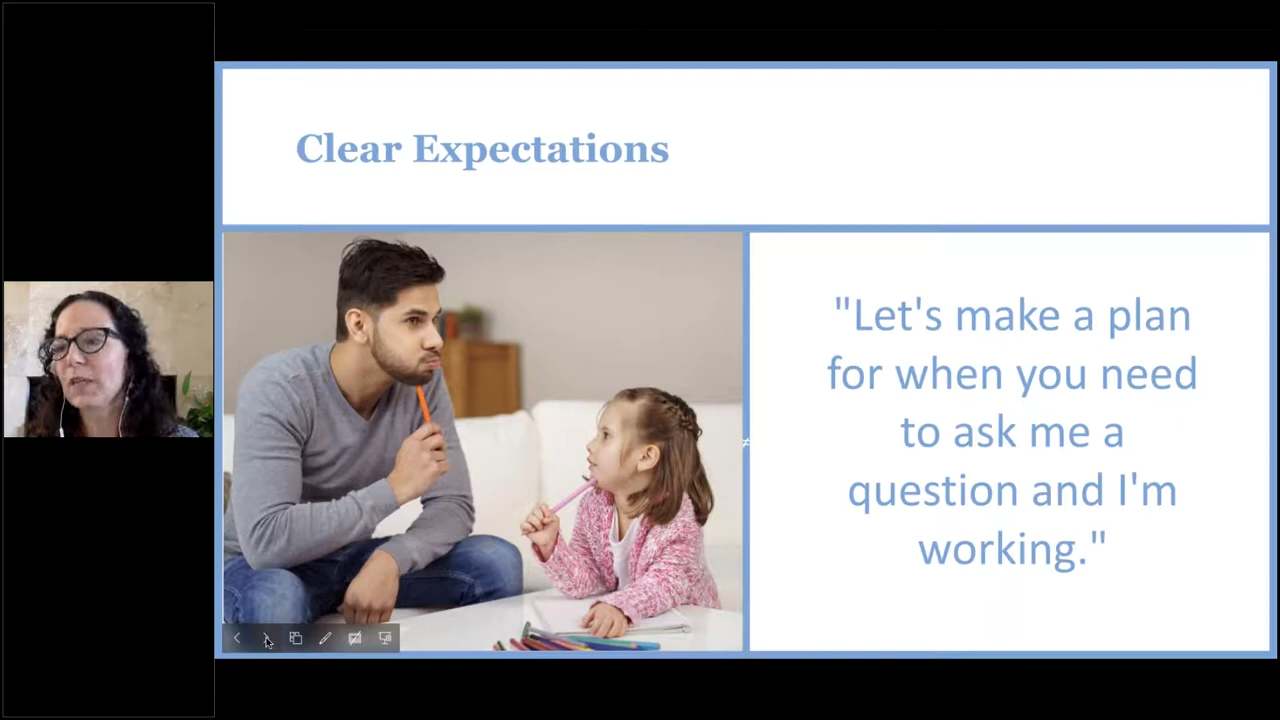 Clear Expectations
"Let's make a plan
for when you need
to ask me a
question and I'm
working."